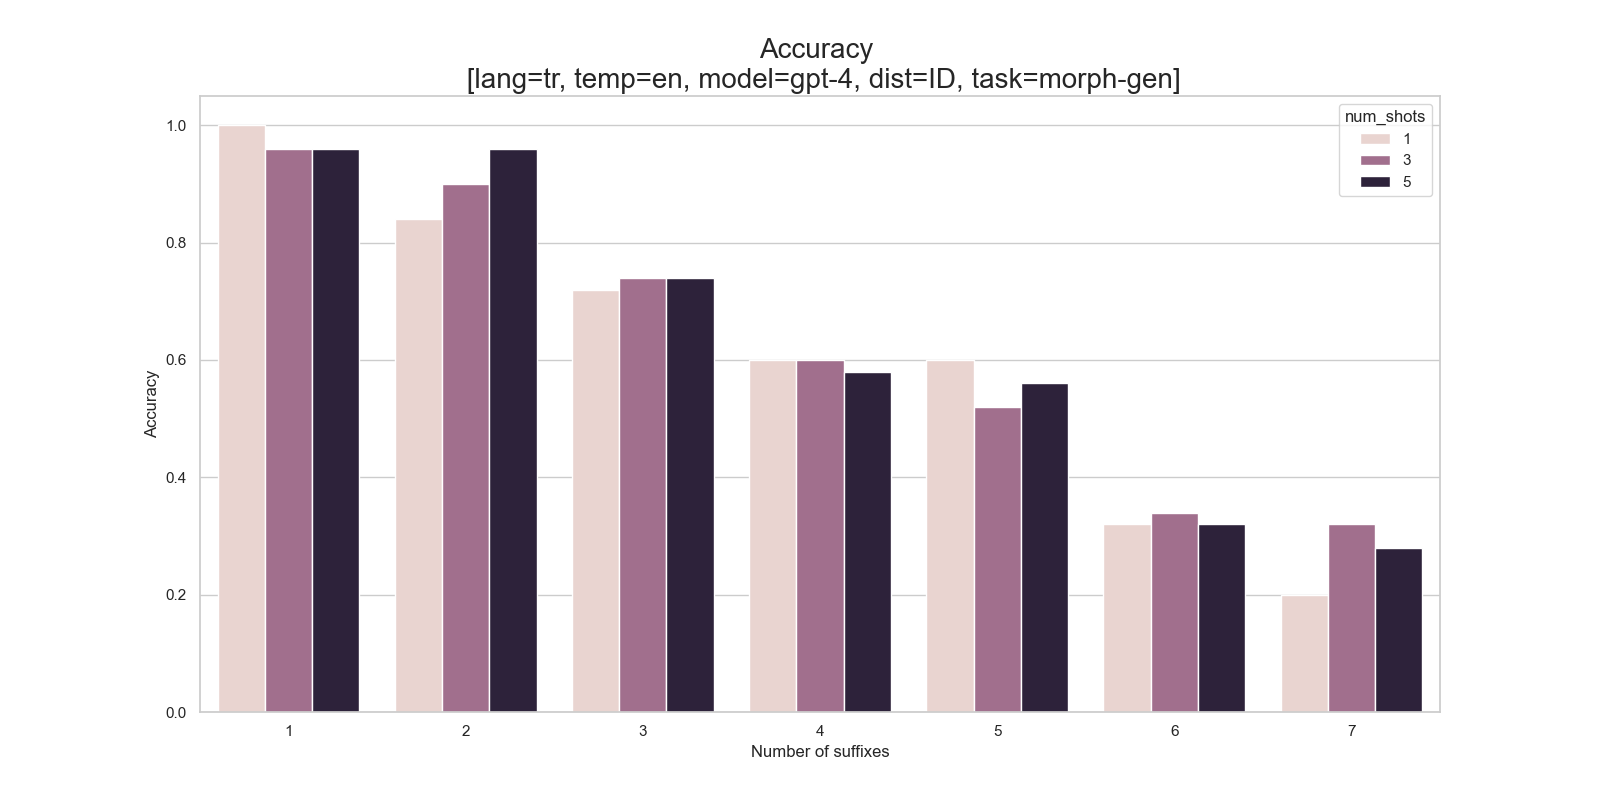 Accuracy
[lang=tr, temp=en, model=gpt-4, dist=ID, task=morph-gen]
num_shots
1
3
5
1.0
0.8
0.6
0.4
0.2
0.0
Accuracy
1 2 3 4 5 6 7
Number of suffixes